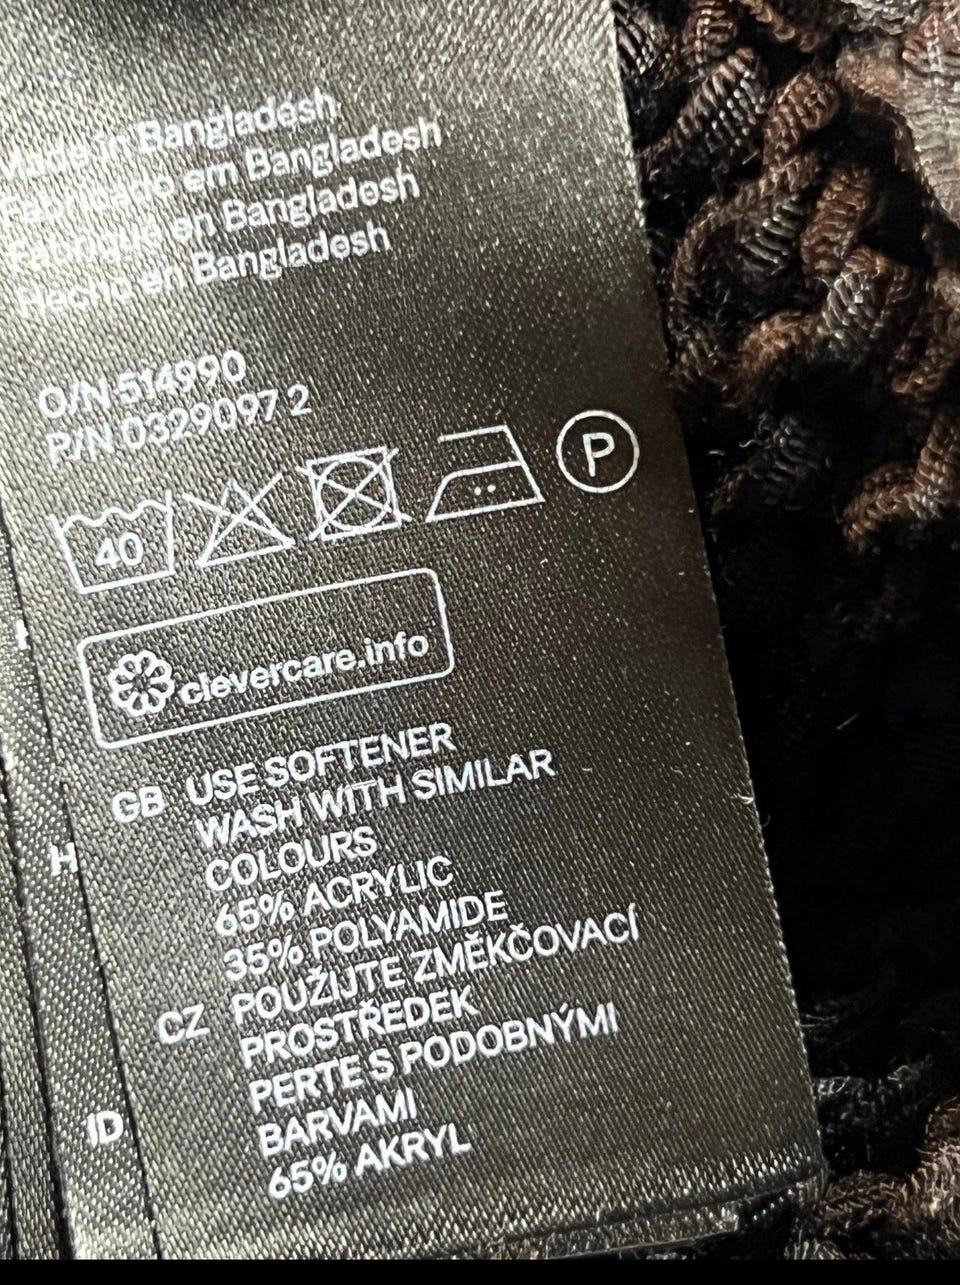 Made in Bangladesh
Fabricado em Bangladesh
Fabriqué en Bangladesh
Hecho en Bangladesh
O/N 514990
P/N D329097 2
40
P
clevercare.info
GB USE SOFTENER
WASH WITH SIMILAR
COLOURS
65% ACRYLIC
35% POLYAMIDE
CZ POUŽIJTE ZMĚKČOVACÍ
PROSTŘEDEK
PERTE S PODOBNÝMI
BARVAMI
65% AKRYL
H
ID